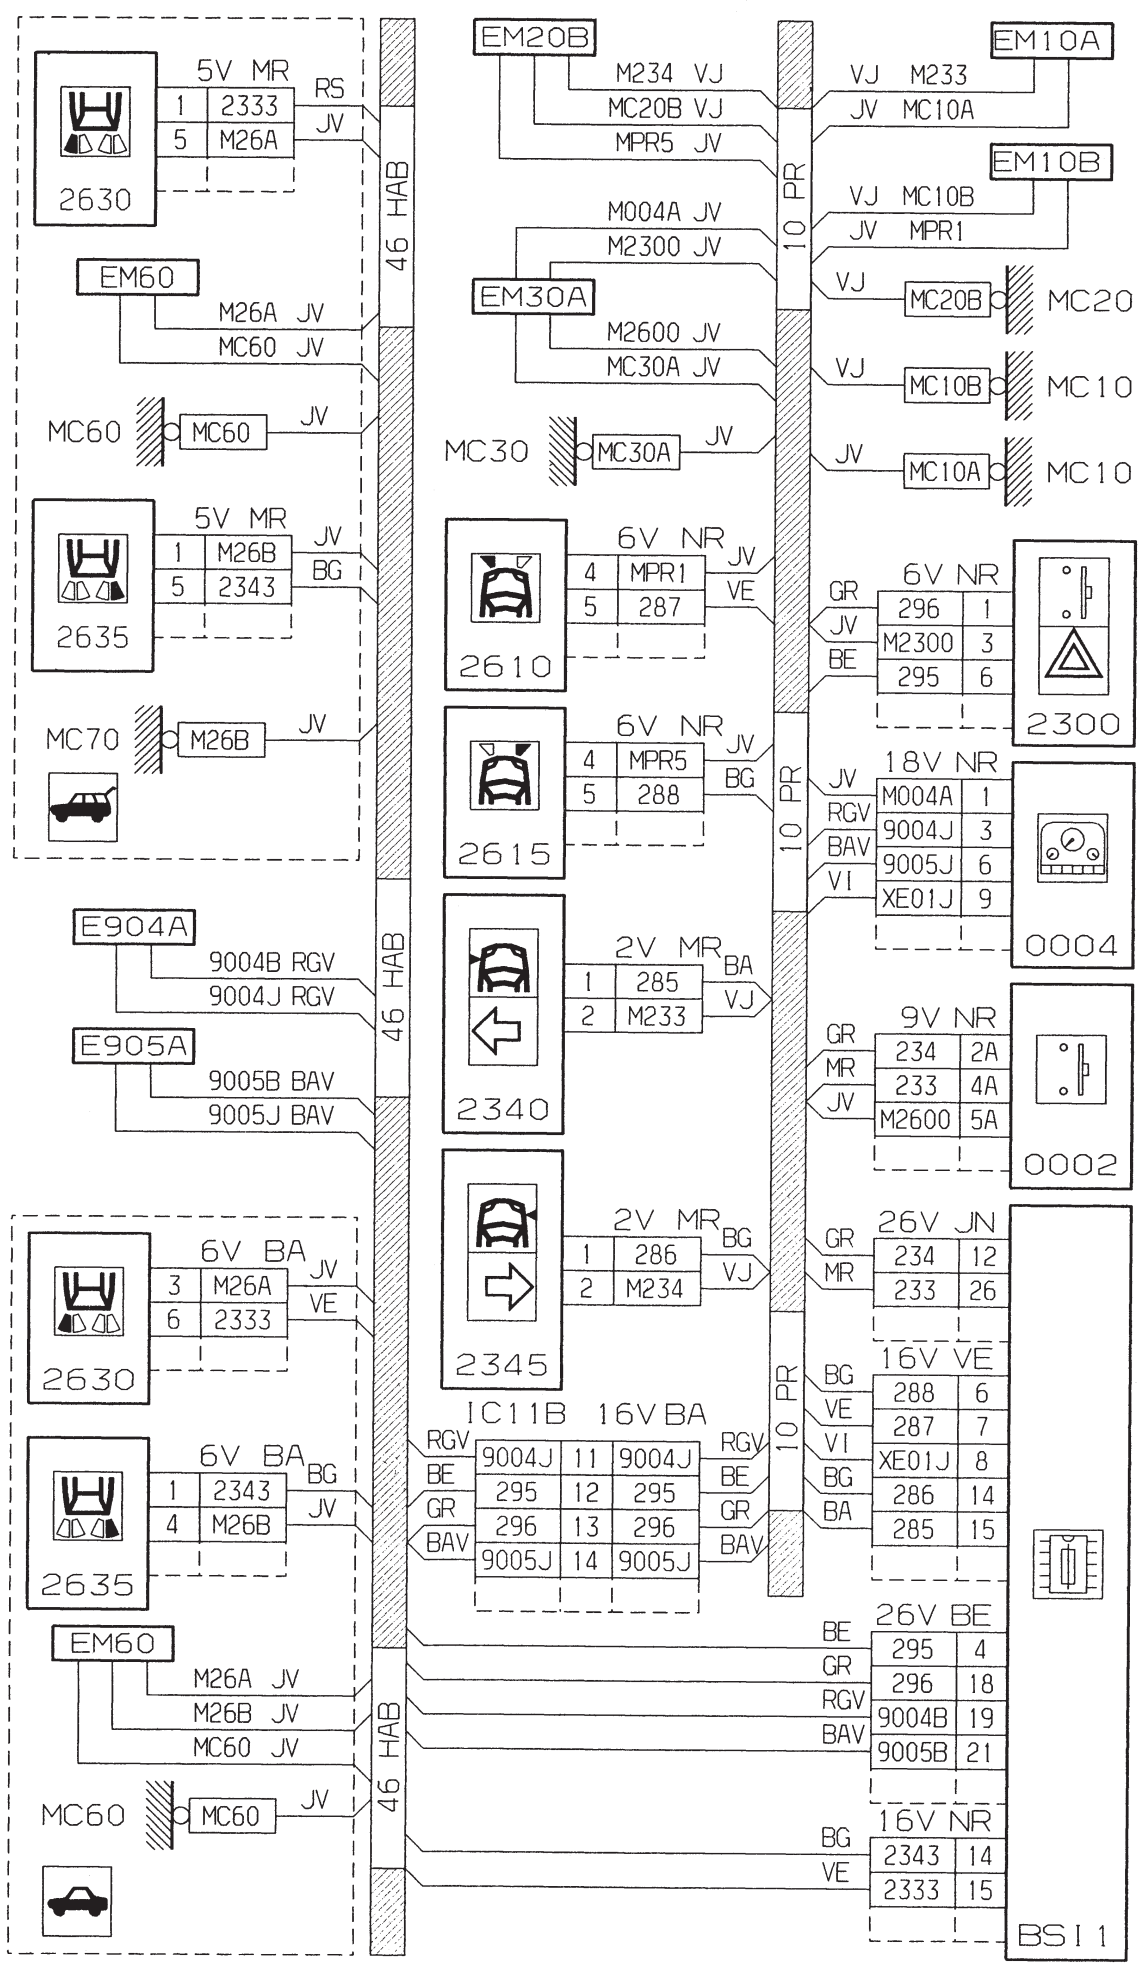 5V MR
1 2333 RS
5 M26A JV
2630
EM60
M26A JV
MC60 JV
MC60 MC60 JV
5V MR
1 M26B JV
5 2343 BG
2635
MC70 M26B JV
E904A
9004B RGV
9004J RGV
E905A
9005B BAV
9005J BAV
6V BA
3 M26A JV
6 2333 VE
2630
6V BA
1 2343 BG
4 M26B JV
2635
EM60
M26A JV
M26B JV
MC60 JV
MC60 MC60 JV
46 HAB
46 HAB
46 HAB
EM20B
M234 VJ
MC20B VJ
MPR5 JV
M004A JV
M2300 JV
EM30A
M2600 JV
MC30A JV
MC30 MC30A JV
6V NR
4 MPR1 JV
5 287 VE
2610
6V NR
4 MPR5 JV
5 288 BG
2615
2V MR
1 285 BA
2 M233 VJ
2340
2V MR
1 286 BG
2 M234 VJ
2345
IC11B 16V BA
RGV 9004J 11 9004J RGV
BE 295 12 295 BE
GR 296 13 296 GR
BAV 9005J 14 9005J BAV
10 PR
10 PR
10 PR
EM10A
VJ M233
JV MC10A
EM10B
VJ MC10B
JV MPR1
VJ MC20B MC20
VJ MC10B MC10
JV MC10A MC10
6V NR
GR 296 1
JV M2300 3
BE 295 6
2300
18V NR
JV M004A 1
RGV 9004J 3
BAV 9005J 6
VI XE01J 9
0004
9V NR
GR 234 2A
MR 233 4A
JV M2600 5A
0002
26V JN
GR 234 12
MR 233 26
16V VE
BG 288 6
VE 287 7
VI XE01J 8
BG 286 14
BA 285 15
26V BE
BE 295 4
GR 296 18
RGV 9004B 19
BAV 9005B 21
16V NR
BG 2343 14
VE 2333 15
BSI1